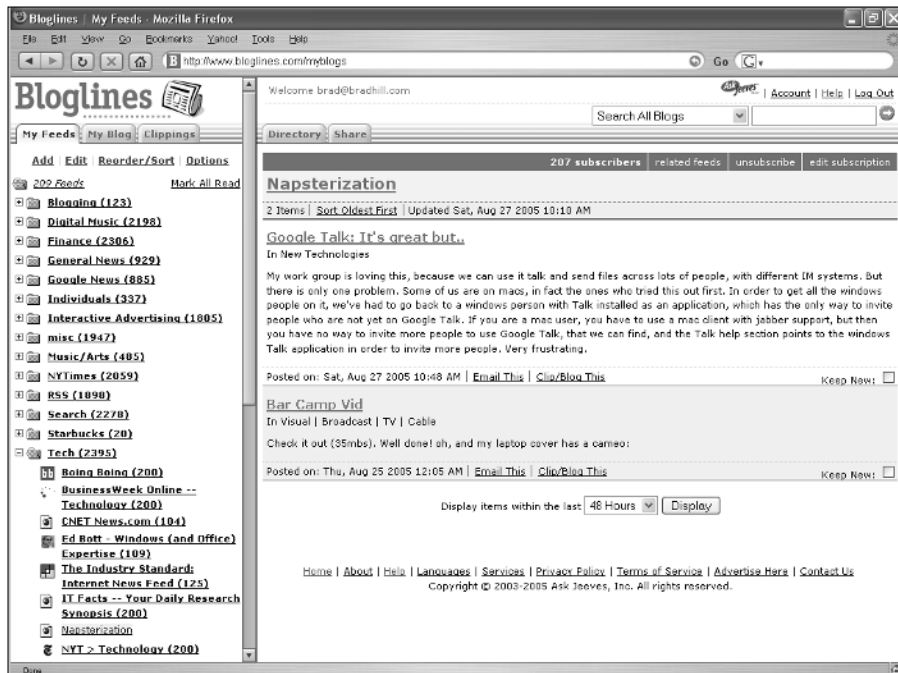 Bloglines | My Feeds - Mozilla Firefox
File Edit View Go Bookmarks Yahoo! Tools Help
http://www.bloglines.com/myblogs
Go
G
Bloglines
My Feeds My Blog Clippings
Add | Edit | Reorder/Sort | Options
209 Feeds Mark All Read
Blogging (123)
Digital Music (2198)
Finance (2306)
General News (929)
Google News (885)
Individuals (337)
Interactive Advertising (1805)
misc (1947)
Music/Arts (485)
NYTimes (2059)
RSS (1898)
Search (2278)
Starbucks (20)
Tech (2395)
bb Boing Boing (200)
BusinessWeek Online --
Technology (200)
CNET News.com (104)
Ed Bott - Windows (and Office)
Expertise (109)
The Industry Standard:
Internet News Feed (125)
IT Facts -- Your Daily Research
Synopsis (200)
Napsterization
NYT > Technology (200)
Done
Welcome brad@bradhill.com
Ask Jeeves | Account | Help | Log Out
Search All Blogs
Directory Share
207 subscribers | related feeds | unsubscribe | edit subscription
Napsterization
2 Items | Sort Oldest First | Updated Sat, Aug 27 2005 10:10 AM
Google Talk: It's great but..
In New Technologies
My work group is loving this, because we can use it talk and send files across lots of people, with different IM systems. But
there is only one problem. Some of us are on macs, in fact the ones who tried this out first. In order to get all the windows
people on it, we've had to go back to a windows person with Talk installed as an application, which has the only way to invite
people who are not yet on Google Talk. If you are a mac user, you have to use a mac client with jabber support, but then
you have no way to invite more people to use Google Talk, that we can find, and the Talk help section points to the windows
Talk application in order to invite more people. Very frustrating.
Posted on: Sat, Aug 27 2005 10:48 AM | Email This | Clip/Blog This Keep New:
Bar Camp Vid
In Visual | Broadcast | TV | Cable
Check it out (35mbs). Well done! oh, and my laptop cover has a cameo:
Posted on: Thu, Aug 25 2005 12:05 AM | Email This | Clip/Blog This Keep New:
Display items within the last 48 Hours Display
Home | About | Help | Languages | Services | Privacy Policy | Terms of Service | Advertise Here | Contact Us
Copyright © 2003-2005 Ask Jeeves, Inc. All rights reserved.